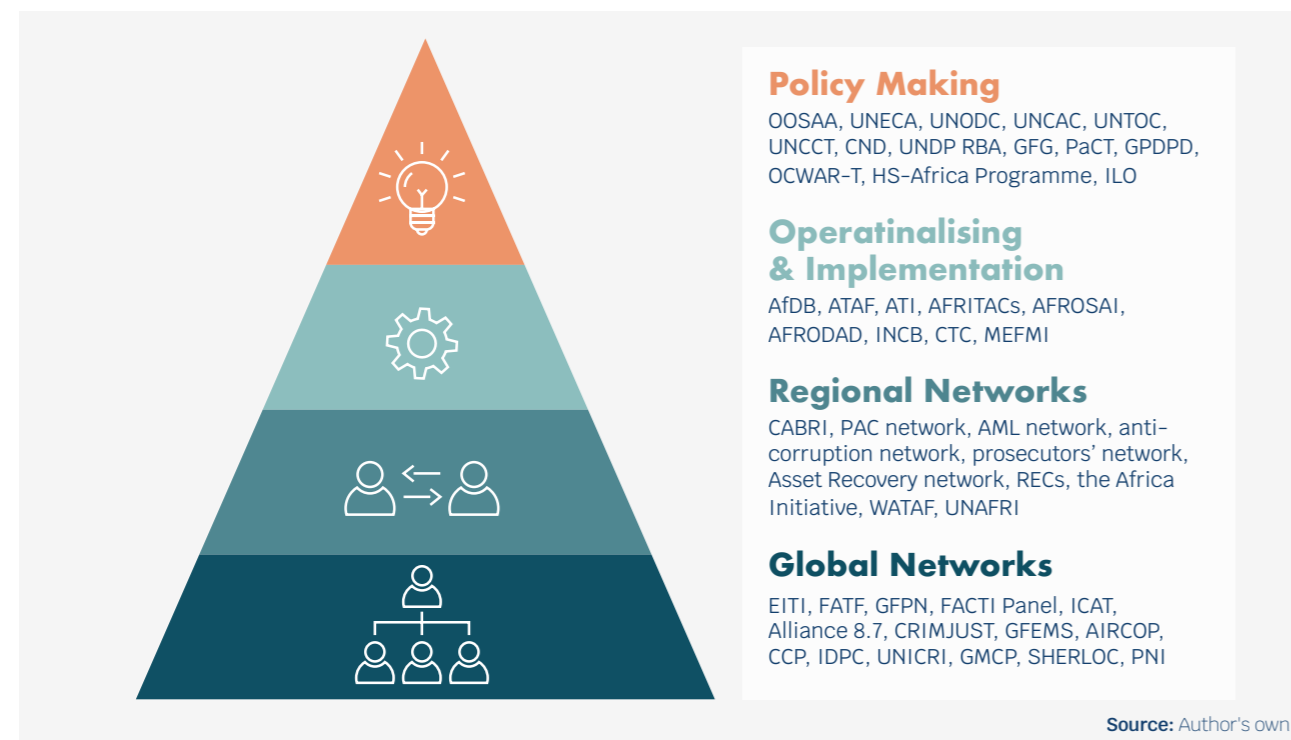 Policy Making
OOSAA, UNECA, UNODC, UNCAC, UNTOC,
UNCCT, CND, UNDP RBA, GFG, PaCT, GPDPD,
OCWAR-T, HS-Africa Programme, ILO
Operatinalising
& Implementation
AfDB, ATAF, ATI, AFRITACs, AFROSAI,
AFRODAD, INCB, CTC, MEFMI
Regional Networks
CABRI, PAC network, AML network, anti-
corruption network, prosecutors’ network,
Asset Recovery network, RECs, the Africa
Initiative, WATAF, UNAFRI
Global Networks
EITI, FATF, GFPN, FACTI Panel, ICAT,
Alliance 8.7, CRIMJUST, GFEMS, AIRCOP,
CCP, IDPC, UNICRI, GMCP, SHERLOC, PNI
Source: Author's own